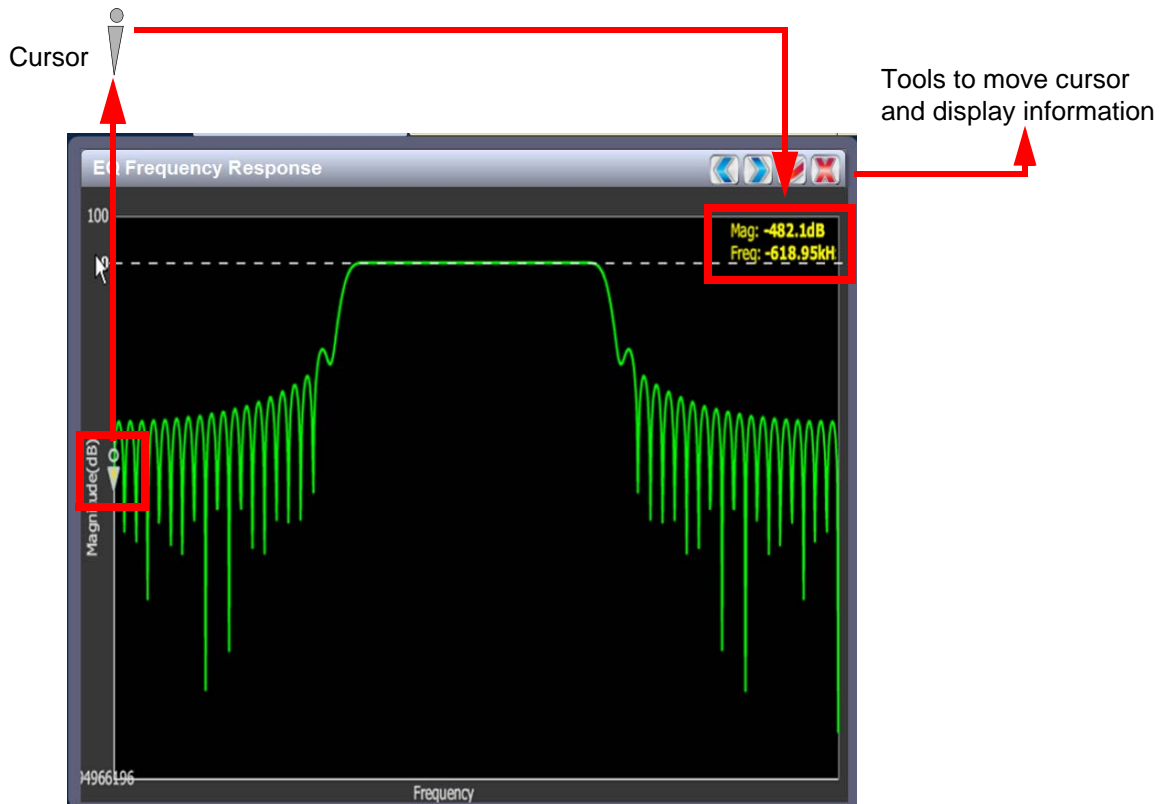 Cursor
Tools to move cursor
and display information
EQ Frequency Response
100
Mag: -482.1dB
Freq: -618.95kH
Magnitude(dB)
94966196
Frequency